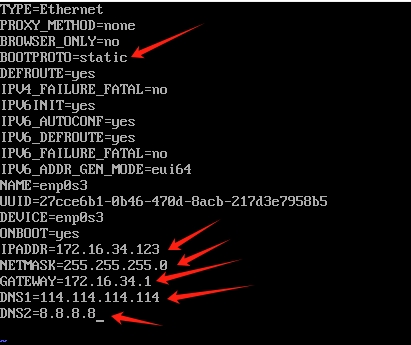 TYPE=Ethernet
PROXY_METHOD=none
BROWSER_ONLY=no
BOOTPROTO=static
DEFROUTE=yes
IPV4_FAILURE_FATAL=no
IPV6INIT=yes
IPV6_AUTOCONF=yes
IPV6_DEFROUTE=yes
IPV6_FAILURE_FATAL=no
IPV6_ADDR_GEN_MODE=eui64
NAME=enp0s3
UUID=27cce6b1-0b46-470d-8acb-217d3e7958b5
DEVICE=enp0s3
ONBOOT=yes
IPADDR=172.16.34.123
NETMASK=255.255.255.0
GATEWAY=172.16.34.1
DNS1=114.114.114.114
DNS2=8.8.8.8_
~